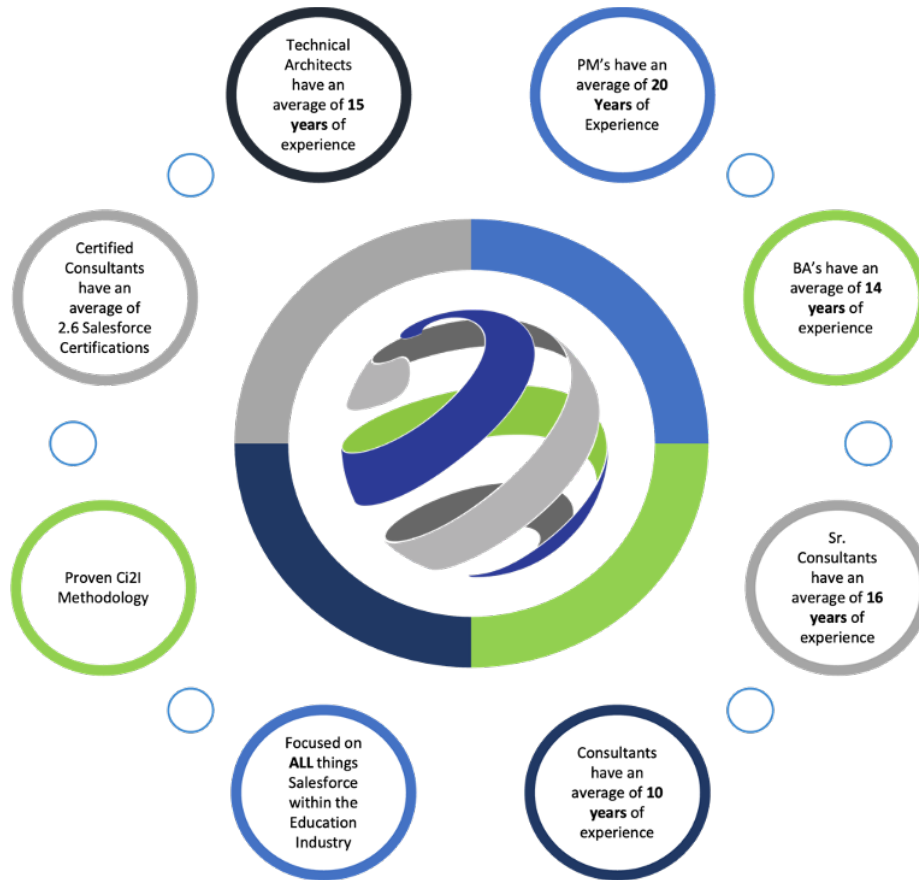 Technical
Architects
have an
average of 15
years of
experience
PM's have an
average of 20
Years of
Experience
BA's have an
average of 14
years of
experience
Sr.
Consultants
have an
average of 16
years of
experience
Consultants
have an
average of 10
years of
experience
Focused on
ALL things
Salesforce
within the
Education
Industry
Proven Ci2I
Methodology
Certified
Consultants
have an
average of
2.6 Salesforce
Certifications